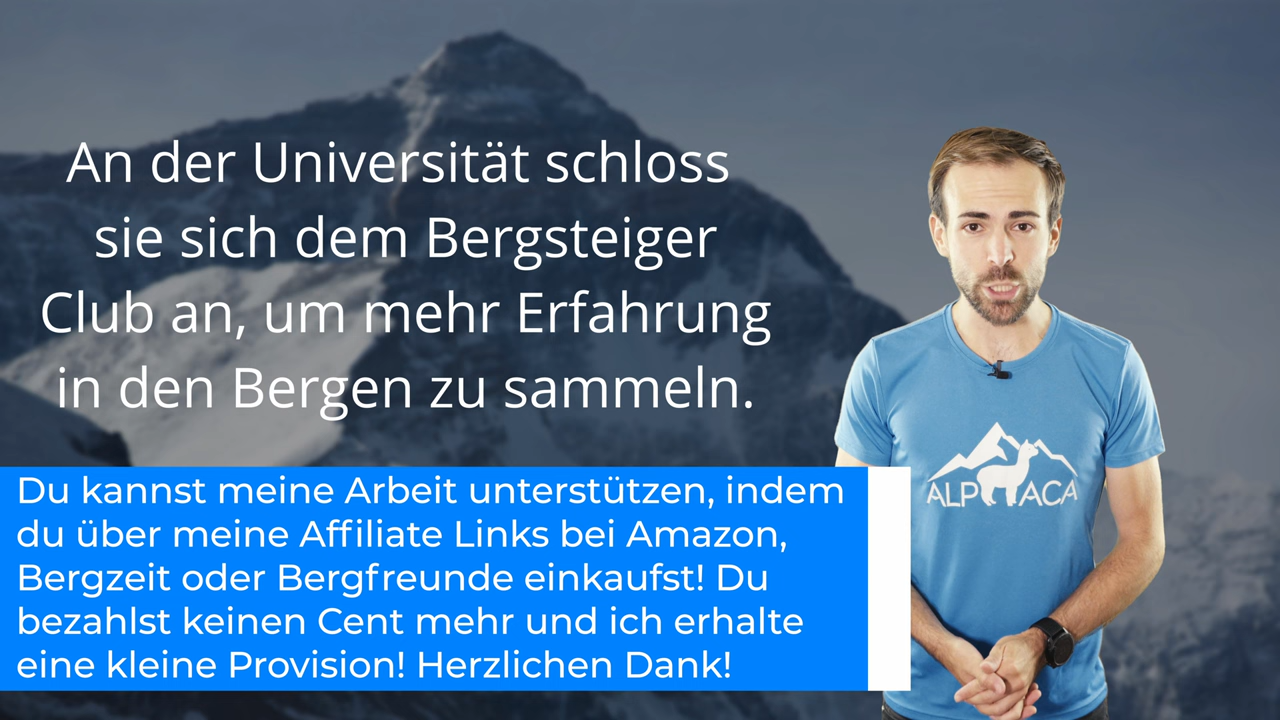 An der Universität schloss
sie sich dem Bergsteiger
Club an, um mehr Erfahrung
in den Bergen zu sammeln.
Du kannst meine Arbeit unterstützen, indem
du über meine Affiliate Links bei Amazon,
Bergzeit oder Bergfreunde einkaufst! Du
bezahlst keinen Cent mehr und ich erhalte
eine kleine Provision! Herzlichen Dank!
ALP ACA